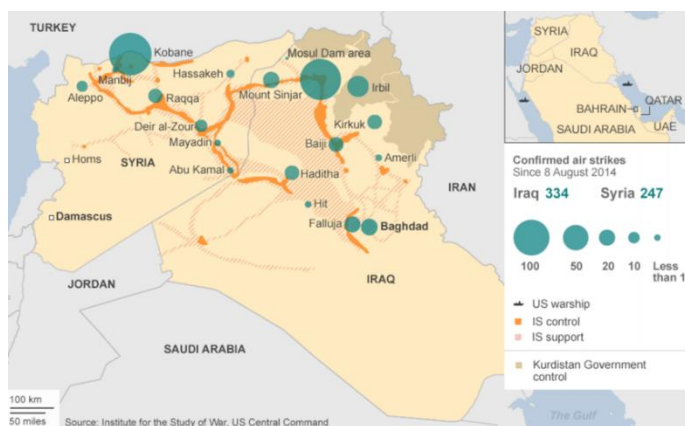 TURKEY
Kobane
Mosul Dam area
Manbij
Hassakeh
Aleppo
Raqqa
Mount Sinjar
Irbil
Deir al-Zour
Kirkuk
Mayadin
Baiji
Homs
SYRIA
Abu Kamal
Haditha
Amerli
IRAN
Hit
Damascus
Falluja
Baghdad
JORDAN
IRAQ
SAUDI ARABIA
100 km
50 miles
Source: Institute for the Study of War, US Central Command
SYRIA
IRAQ
JORDAN
BAHRAIN
QATAR
SAUDI ARABIA
UAE
Confirmed air strikes
Since 8 August 2014
Iraq 334 Syria 247
100 50 20 10 Less
than 1
US warship
IS control
IS support
Kurdistan Government
control
The Gulf